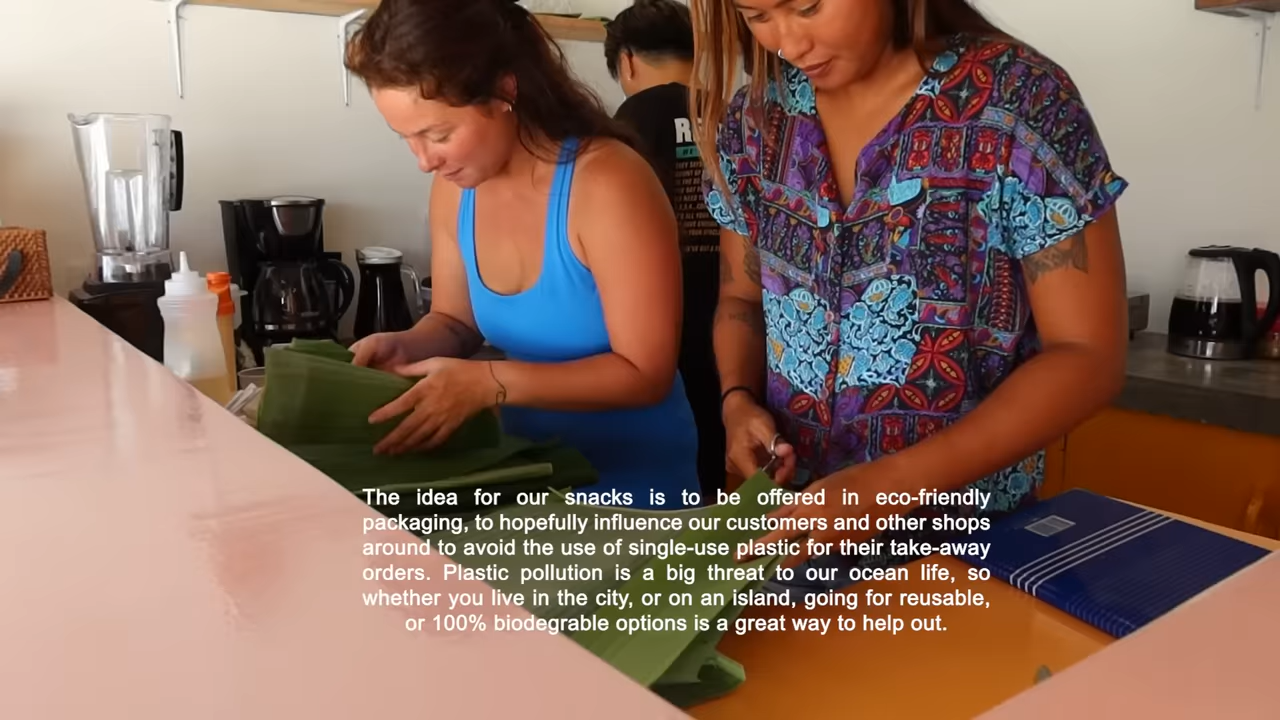 The idea for our snacks is to be offered in eco-friendly
packaging, to hopefully influence our customers and other shops
around to avoid the use of single-use plastic for their take-away
orders. Plastic pollution is a big threat to our ocean life, so
whether you live in the city, or on an island, going for reusable,
or 100% biodegrable options is a great way to help out.